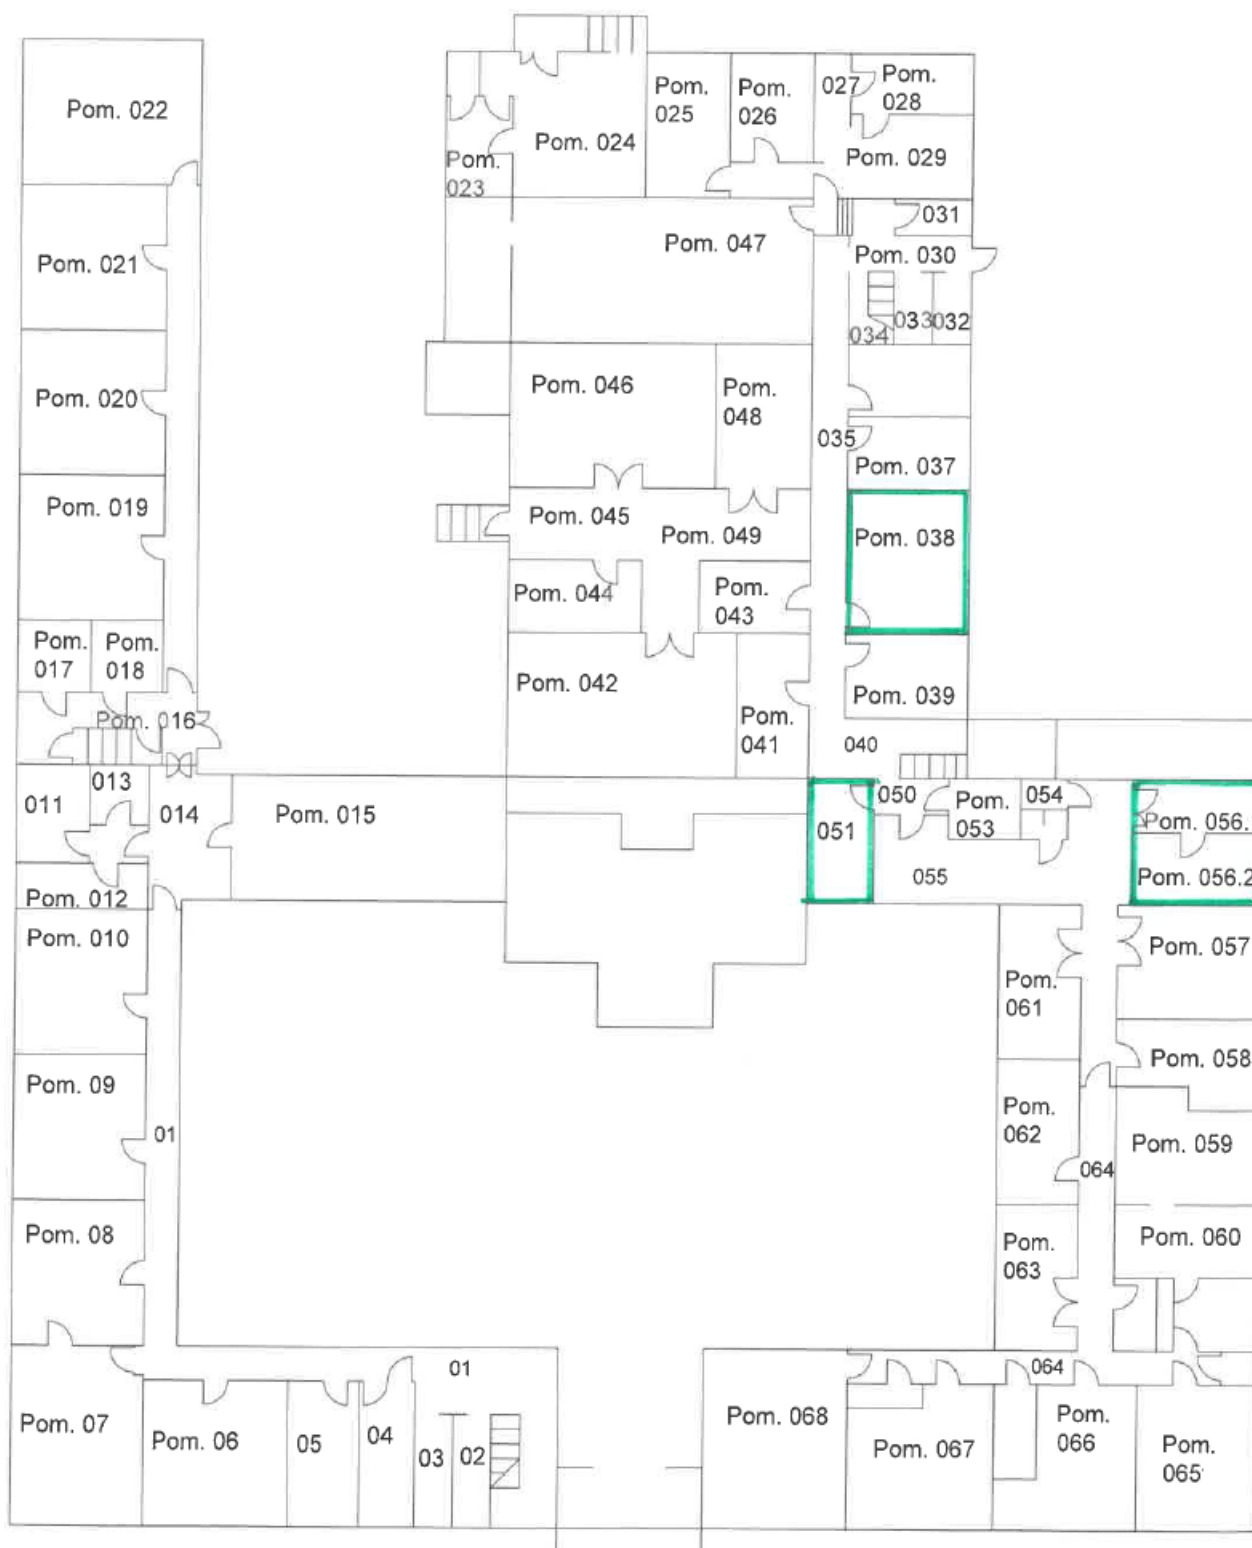 Pom. 022
Pom.
025
Pom.
026
027
Pom.
028
Pom. 024
Pom. 029
Pom.
023
031
Pom. 047
Pom. 030
Pom. 021
034
033
032
Pom. 020
Pom. 046
Pom.
048
035
Pom. 037
Pom. 019
Pom. 045
Pom. 049
Pom. 038
Pom. 044
Pom.
043
Pom.
017
Pom.
018
Pom. 042
Pom. 039
Pom. 016
Pom.
041
040
013
011
014
Pom. 015
051
050
Pom.
053
054
Pom. 056.
055
Pom. 056.2
Pom. 012
Pom. 010
Pom. 057
Pom.
061
Pom. 058
Pom. 09
Pom.
062
01
Pom. 059
064
Pom. 08
Pom.
063
Pom. 060
01
064
Pom. 07
Pom. 06
05
04
03
02
Pom. 068
Pom. 067
Pom.
066
Pom.
065